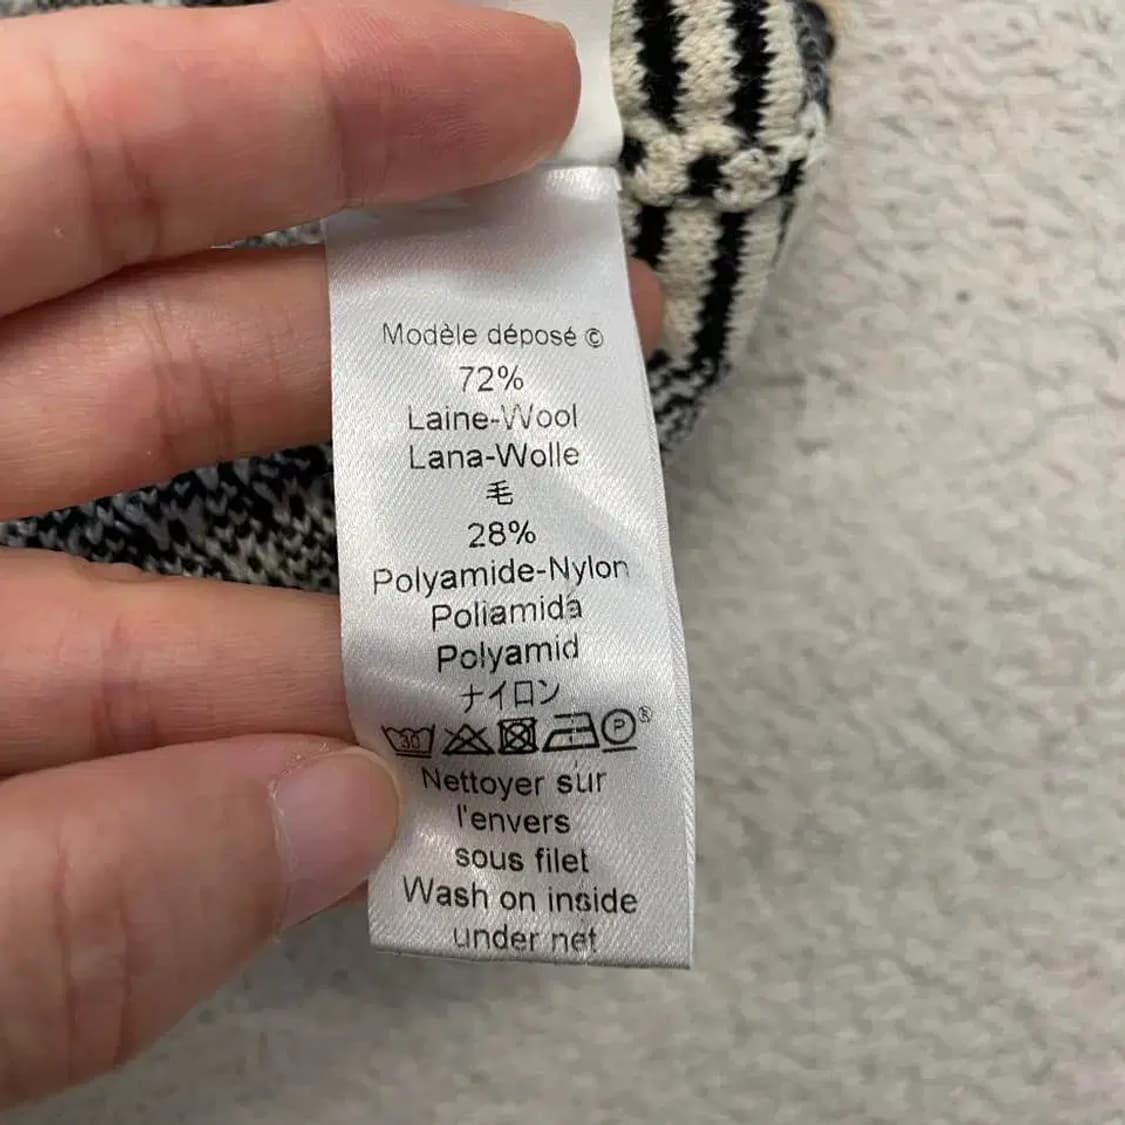 Modèle déposé ©
72%
Laine-Wool
Lana-Wolle
毛
28%
Polyamide-Nylon
Poliamida
Polyamid
ナイロン
30 P ®
Nettoyer sur
l'envers
sous filet
Wash on inside
under net